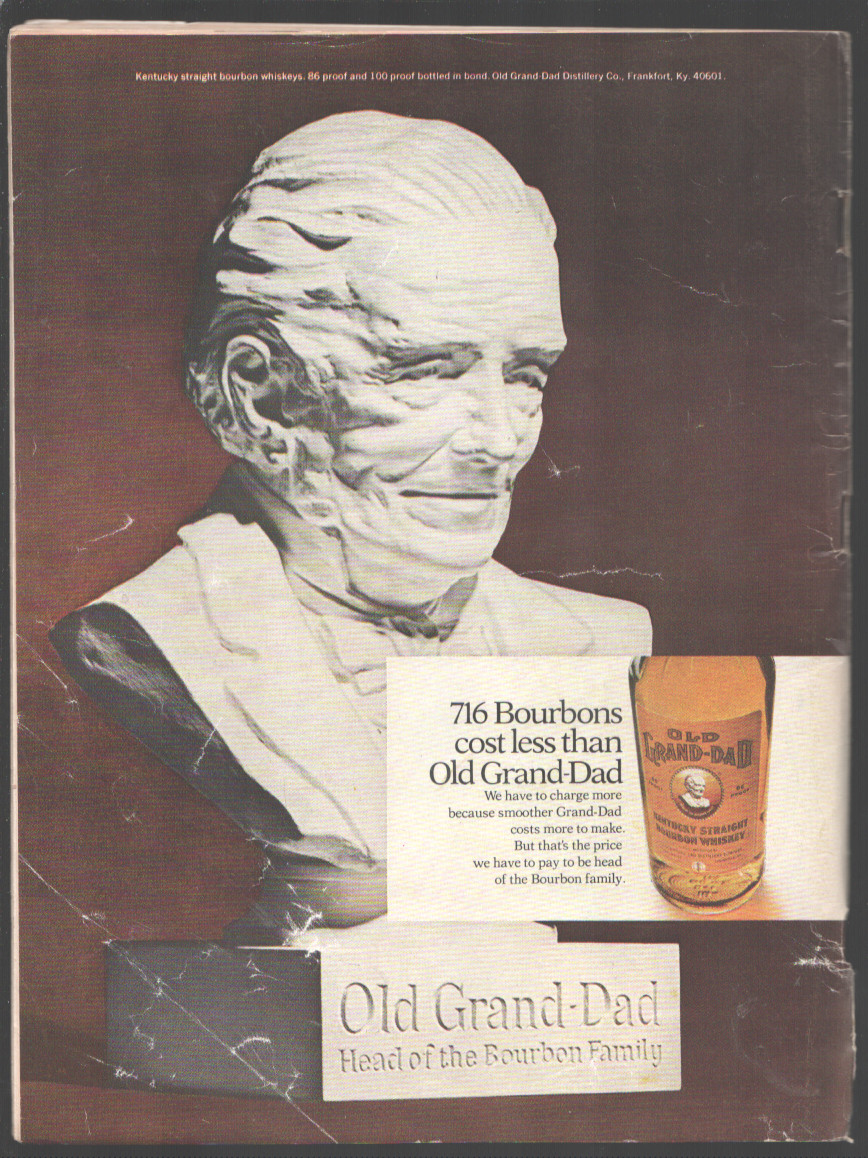 Kentucky straight bourbon whiskeys. 86 proof and 100 proof bottled in bond. Old Grand-Dad Distillery Co., Frankfort, Ky. 40601.
716 Bourbons
cost less than
Old Grand-Dad
We have to charge more
because smoother Grand-Dad
costs more to make.
But that's the price
we have to pay to be head
of the Bourbon family.
OLD
GRAND-DAD
86
PROOF
KENTUCKY STRAIGHT
BOURBON WHISKEY
Old Grand-Dad
Head of the Bourbon Family